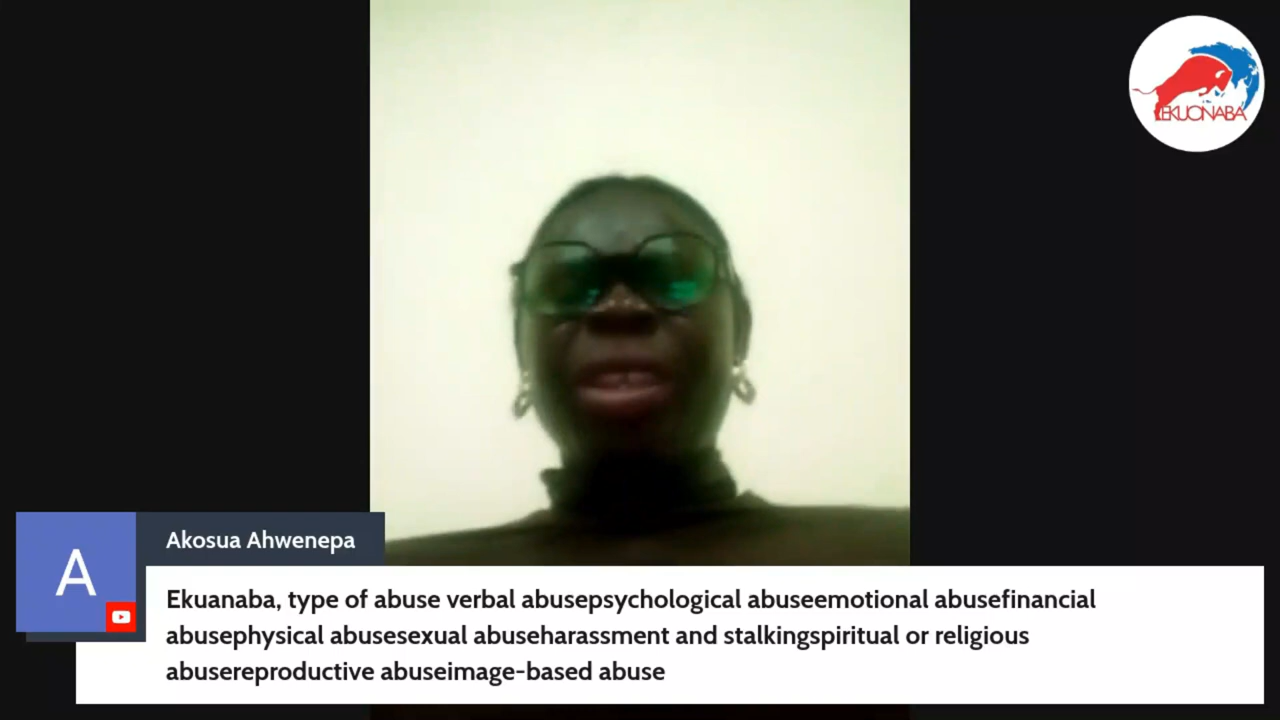 EKUONABA
A
Akosua Ahwenepa
Ekuanaba, type of abuse verbal abusepsychological abuseemotional abusefinancial
abusephysical abusesexual abuseharassment and stalkingspiritual or religious
abusereproductive abuseimage-based abuse